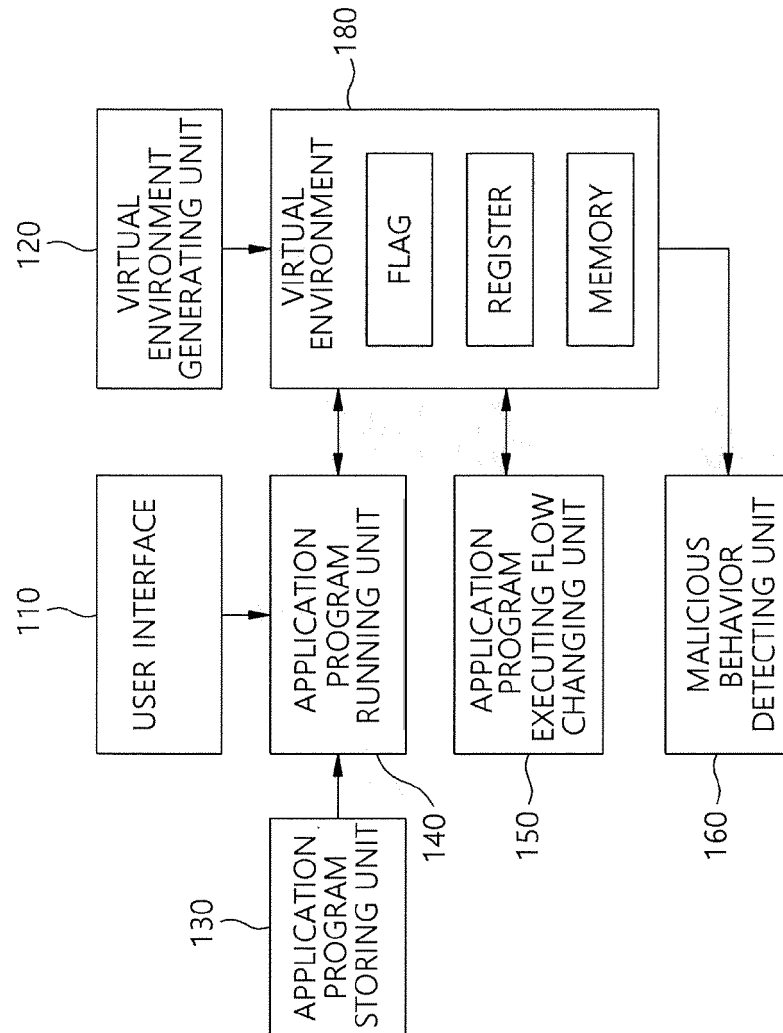 110
USER INTERFACE
120
VIRTUAL
ENVIRONMENT
GENERATING UNIT
130
APPLICATION
PROGRAM
STORING UNIT
APPLICATION
PROGRAM
RUNNING UNIT
140
VIRTUAL
ENVIRONMENT
FLAG
REGISTER
MEMORY
180
APPLICATION
PROGRAM
EXECUTING FLOW
CHANGING UNIT
150
MALICIOUS
BEHAVIOR
DETECTING UNIT
160